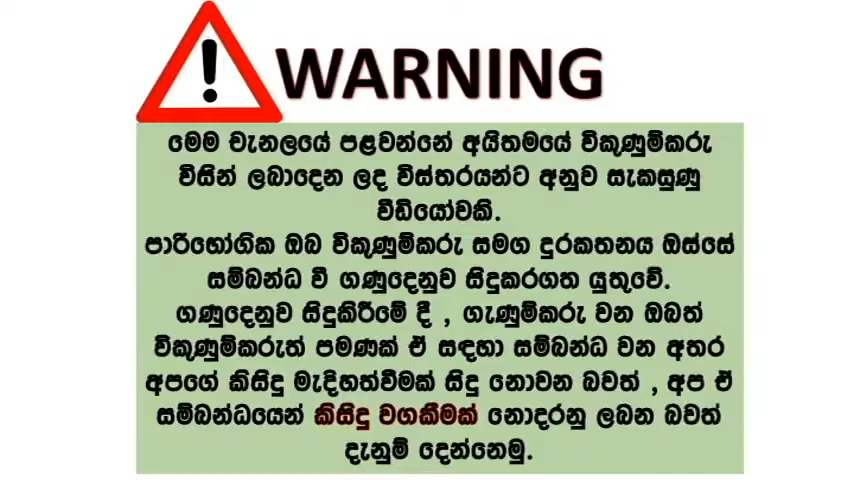 WARNING
මෙම චැනලයේ පළවන්නේ අයිතමයේ විකුණුම්කරු
විසින් ලබාදෙන ලද විස්තරයන්ට අනුව සැකසුණු
වීඩියෝවකි.
පාරිභෝගික ඔබ විකුණුම්කරු සමග දුරකතනය ඔස්සේ
සම්බන්ධ වී ගණුදෙනුව සිදුකරගත යුතුවේ.
ගණුදෙනුව සිදුකිරීමේ දී , ගැණුම්කරු වන ඔබත්
විකුණුම්කරුත් පමණක් ඒ සඳහා සම්බන්ධ වන අතර
අපගේ කිසිදු මැදිහත්වීමක් සිදු නොවන බවත් , අප ඒ
සම්බන්ධයෙන් කිසිදු වගකීමක් නොදරනු ලබන බවත්
දැනුම් දෙන්නෙමු.